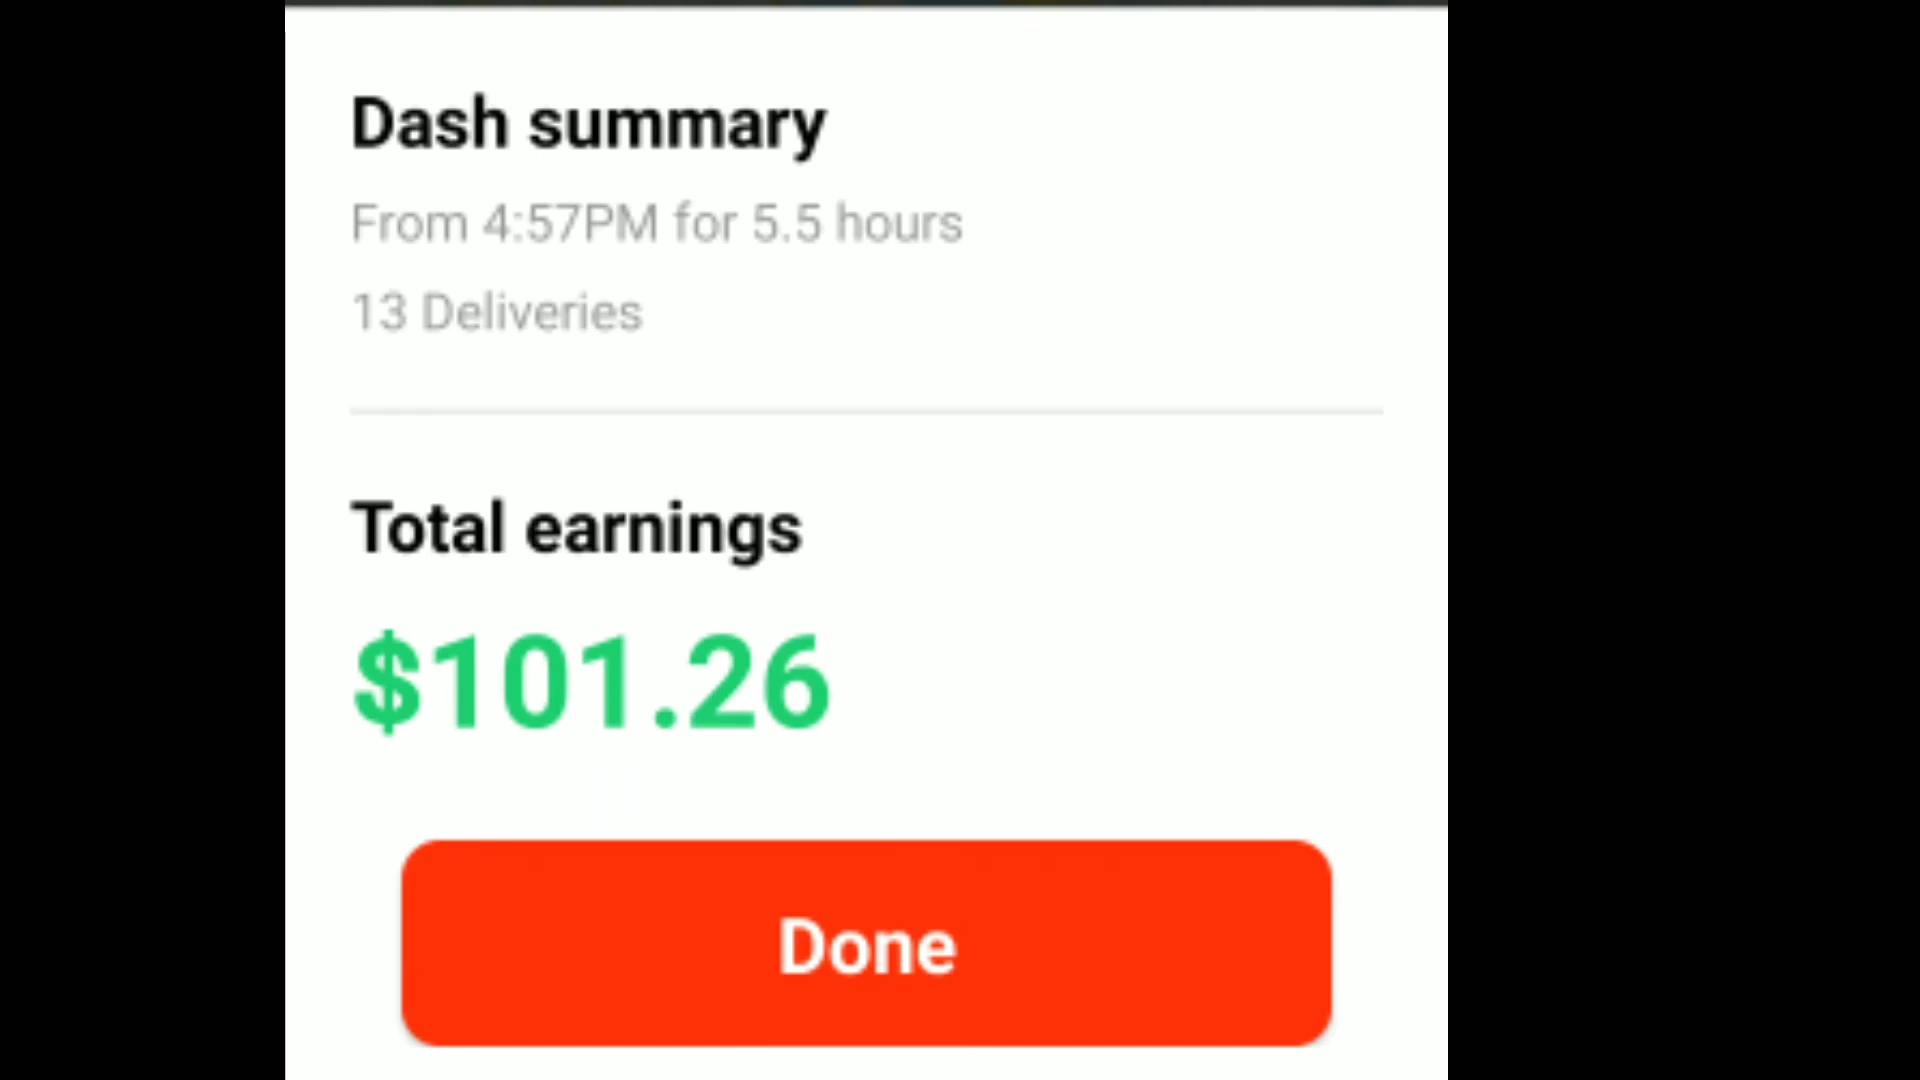 Dash summary
From 4:57PM for 5.5 hours
13 Deliveries
Total earnings
$101.26
Done